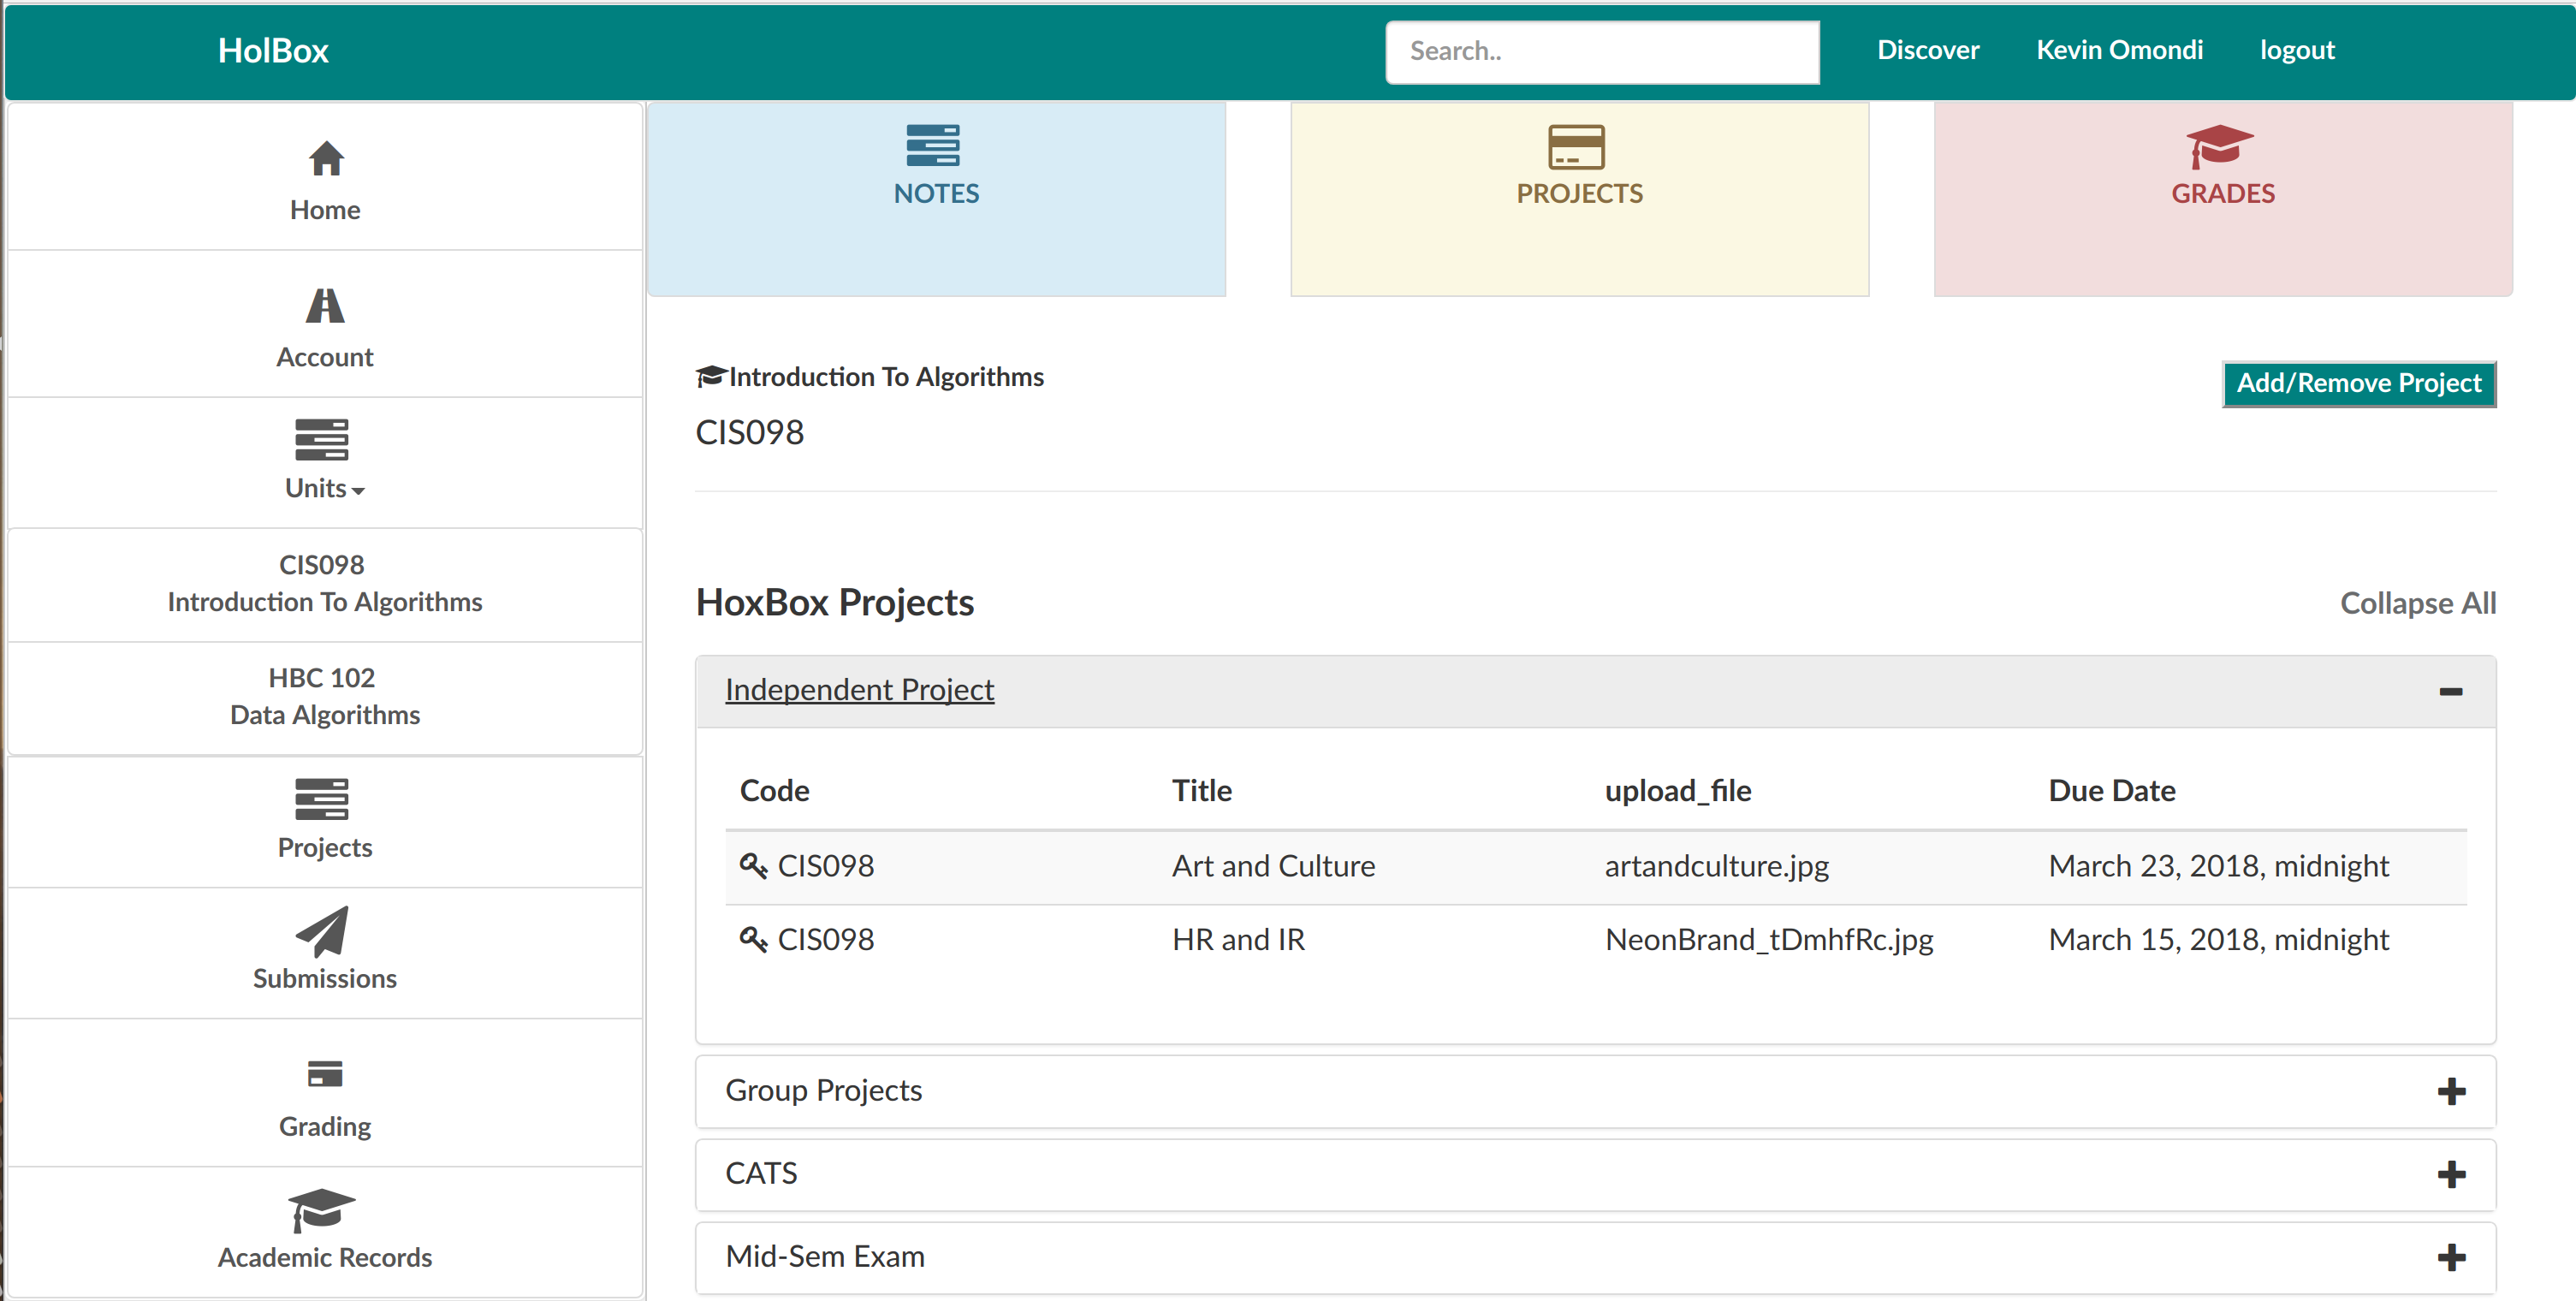 HolBox
Search..
Discover
Kevin Omondi
logout
Home
Account
Units
CIS098
Introduction To Algorithms
HBC 102
Data Algorithms
Projects
Submissions
Grading
Academic Records
NOTES
PROJECTS
GRADES
Introduction To Algorithms
Add/Remove Project
CIS098
HoxBox Projects
Collapse All
Independent Project
Code Title upload_file Due Date
CIS098 Art and Culture artandculture.jpg March 23, 2018, midnight
CIS098 HR and IR NeonBrand_tDmhfRc.jpg March 15, 2018, midnight
Group Projects
CATS
Mid-Sem Exam